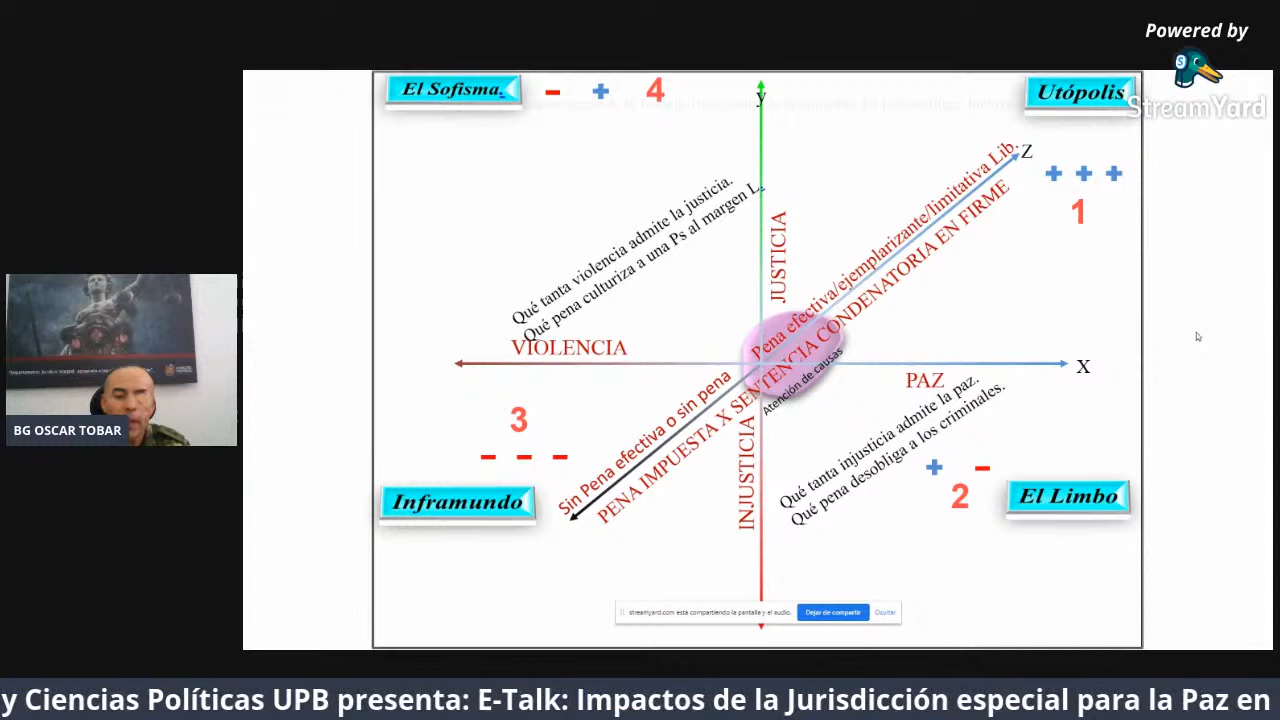 Powered by
StreamYard
El Sofisma.
- + 4
y
Utópolis
Z
+ + +
1
Qué tanta violencia admite la justicia.
Qué pena culturiza a una Ps al margen L.
JUSTICIA
Pena efectiva/ejemplarizante/limitativa Lib.
PENA IMPUESTA X SENTENCIA CONDENATORIA EN FIRME
VIOLENCIA
X
PAZ
Atención de causas
Sin Pena efectiva o sin pena
3
- - -
Inframundo
INJUSTICIA
Qué tanta injusticia admite la paz.
Qué pena desobliga a los criminales.
+ -
2
El Limbo
BG OSCAR TOBAR
streamyard.com está compartiendo la pantalla y el audio.
Dejar de compartir
Ocultar
y Ciencias Políticas UPB presenta: E-Talk: Impactos de la Jurisdicción especial para la Paz en